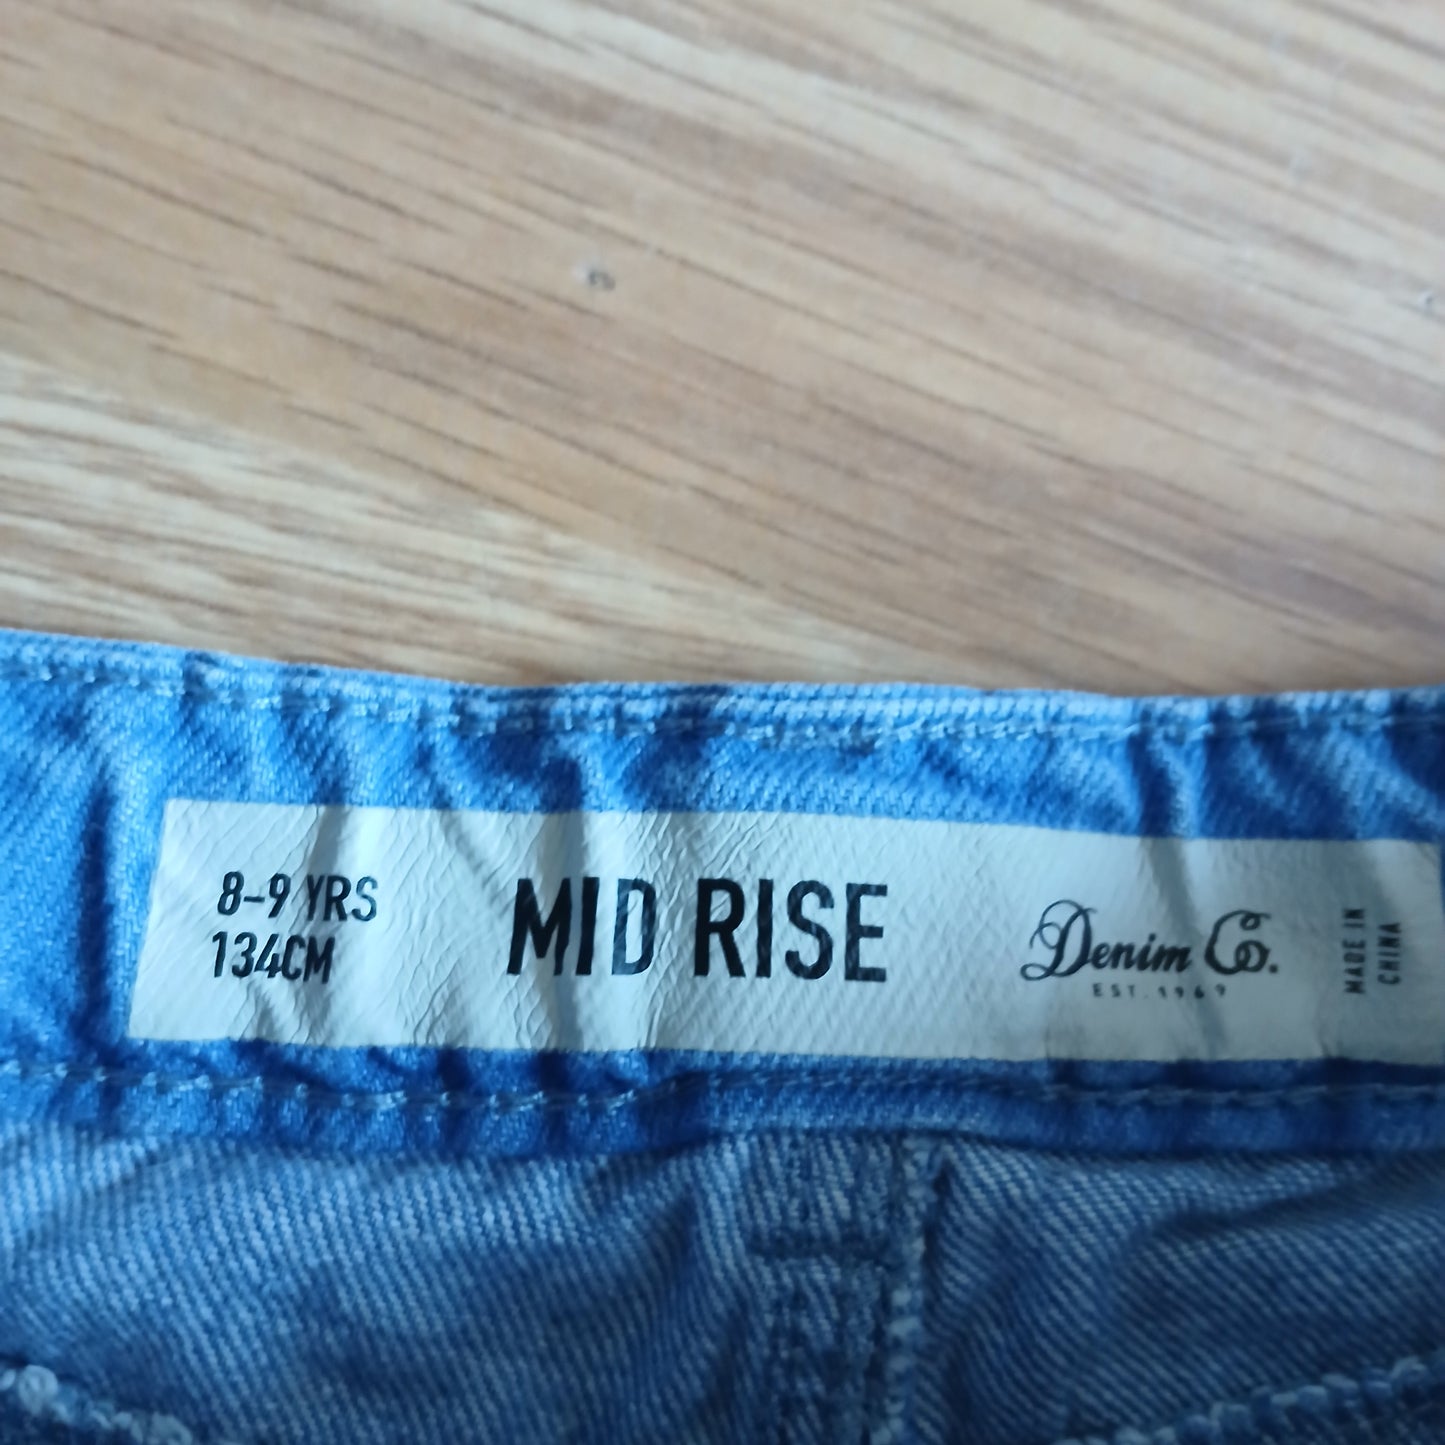 8-9 YRS
134CM
MID RISE
Denim Co.
EST. 1969
MADE IN
CHINA